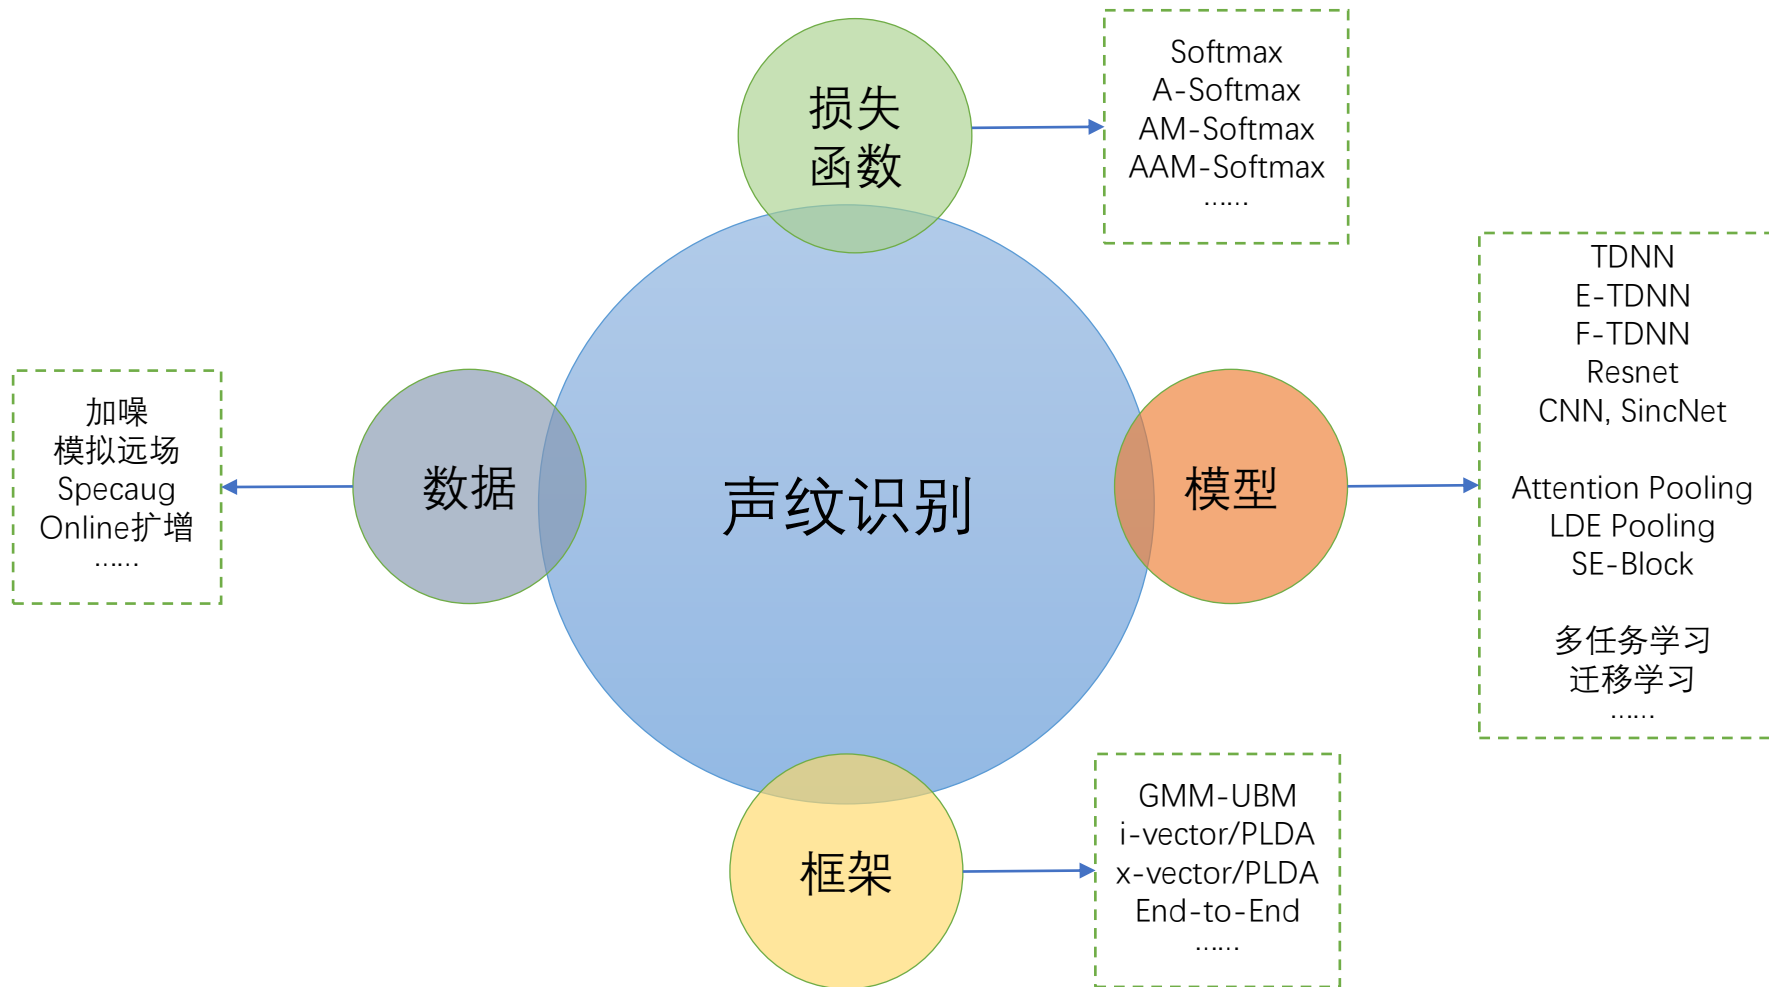 损失
函数
Softmax
A-Softmax
AM-Softmax
AAM-Softmax
……
TDNN
E-TDNN
F-TDNN
Resnet
CNN, SincNet
Attention Pooling
LDE Pooling
SE-Block
多任务学习
迁移学习
……
加噪
模拟远场
Specaug
Online扩增
……
数据
声纹识别
模型
框架
GMM-UBM
i-vector/PLDA
x-vector/PLDA
End-to-End
……